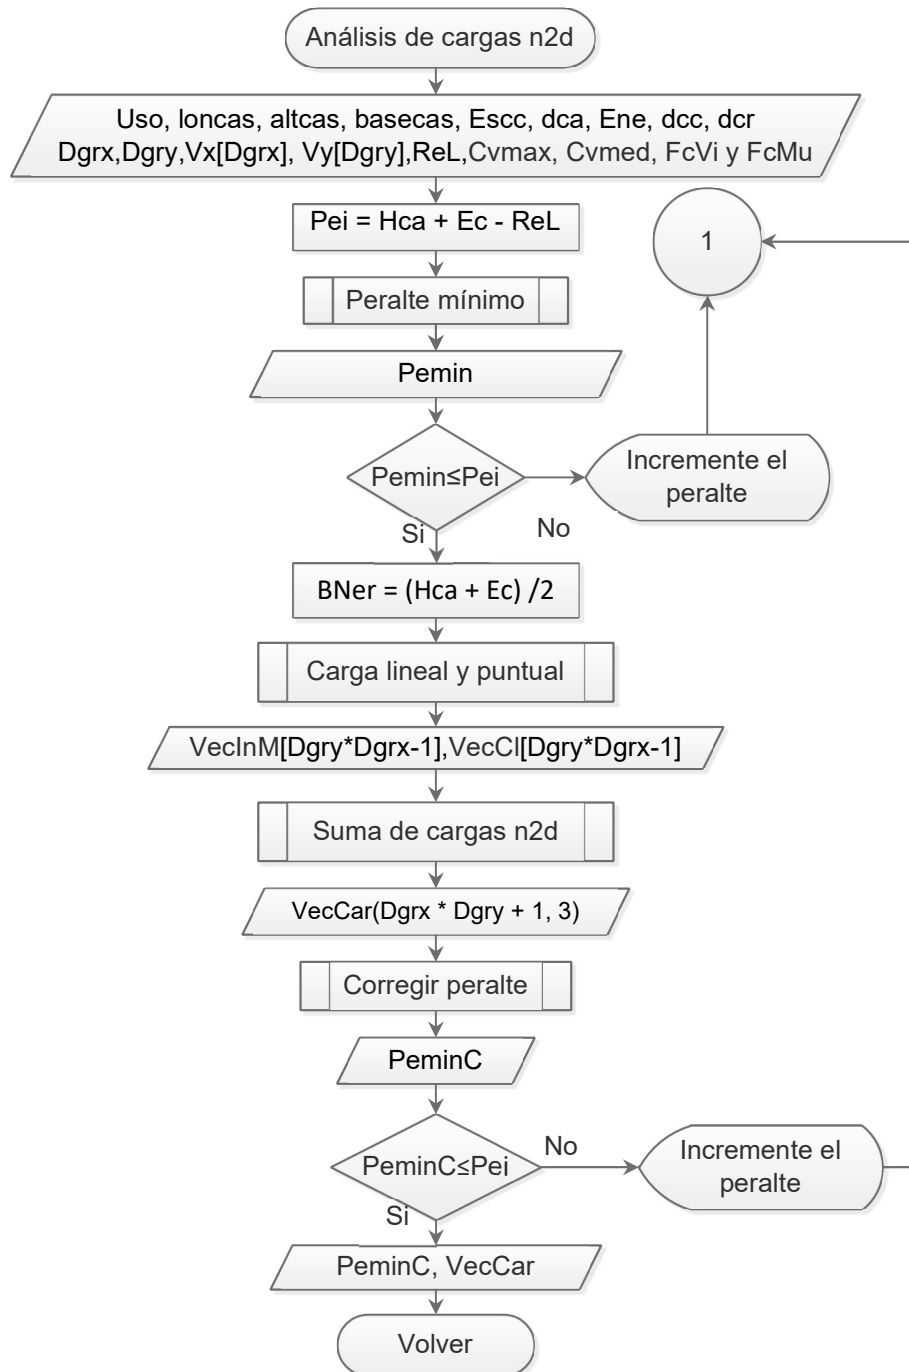 Análisis de cargas n2d
Uso, loncas, altcas, basecas, Escc, dca, Ene, dcc, dcr
Dgrx,Dgry,Vx[Dgrx], Vy[Dgry],ReL,Cvmax, Cvmed, FcVi y FcMu
Pei = Hca + Ec - ReL
1
Peralte mínimo
Pemin
Pemin≤Pei
Incremente el
peralte
Si
No
BNer = (Hca + Ec) /2
Carga lineal y puntual
VecInM[Dgry*Dgrx-1],VecCl[Dgry*Dgrx-1]
Suma de cargas n2d
VecCar(Dgrx * Dgry + 1, 3)
Corregir peralte
PeminC
PeminC≤Pei
No
Incremente el
peralte
Si
PeminC, VecCar
Volver